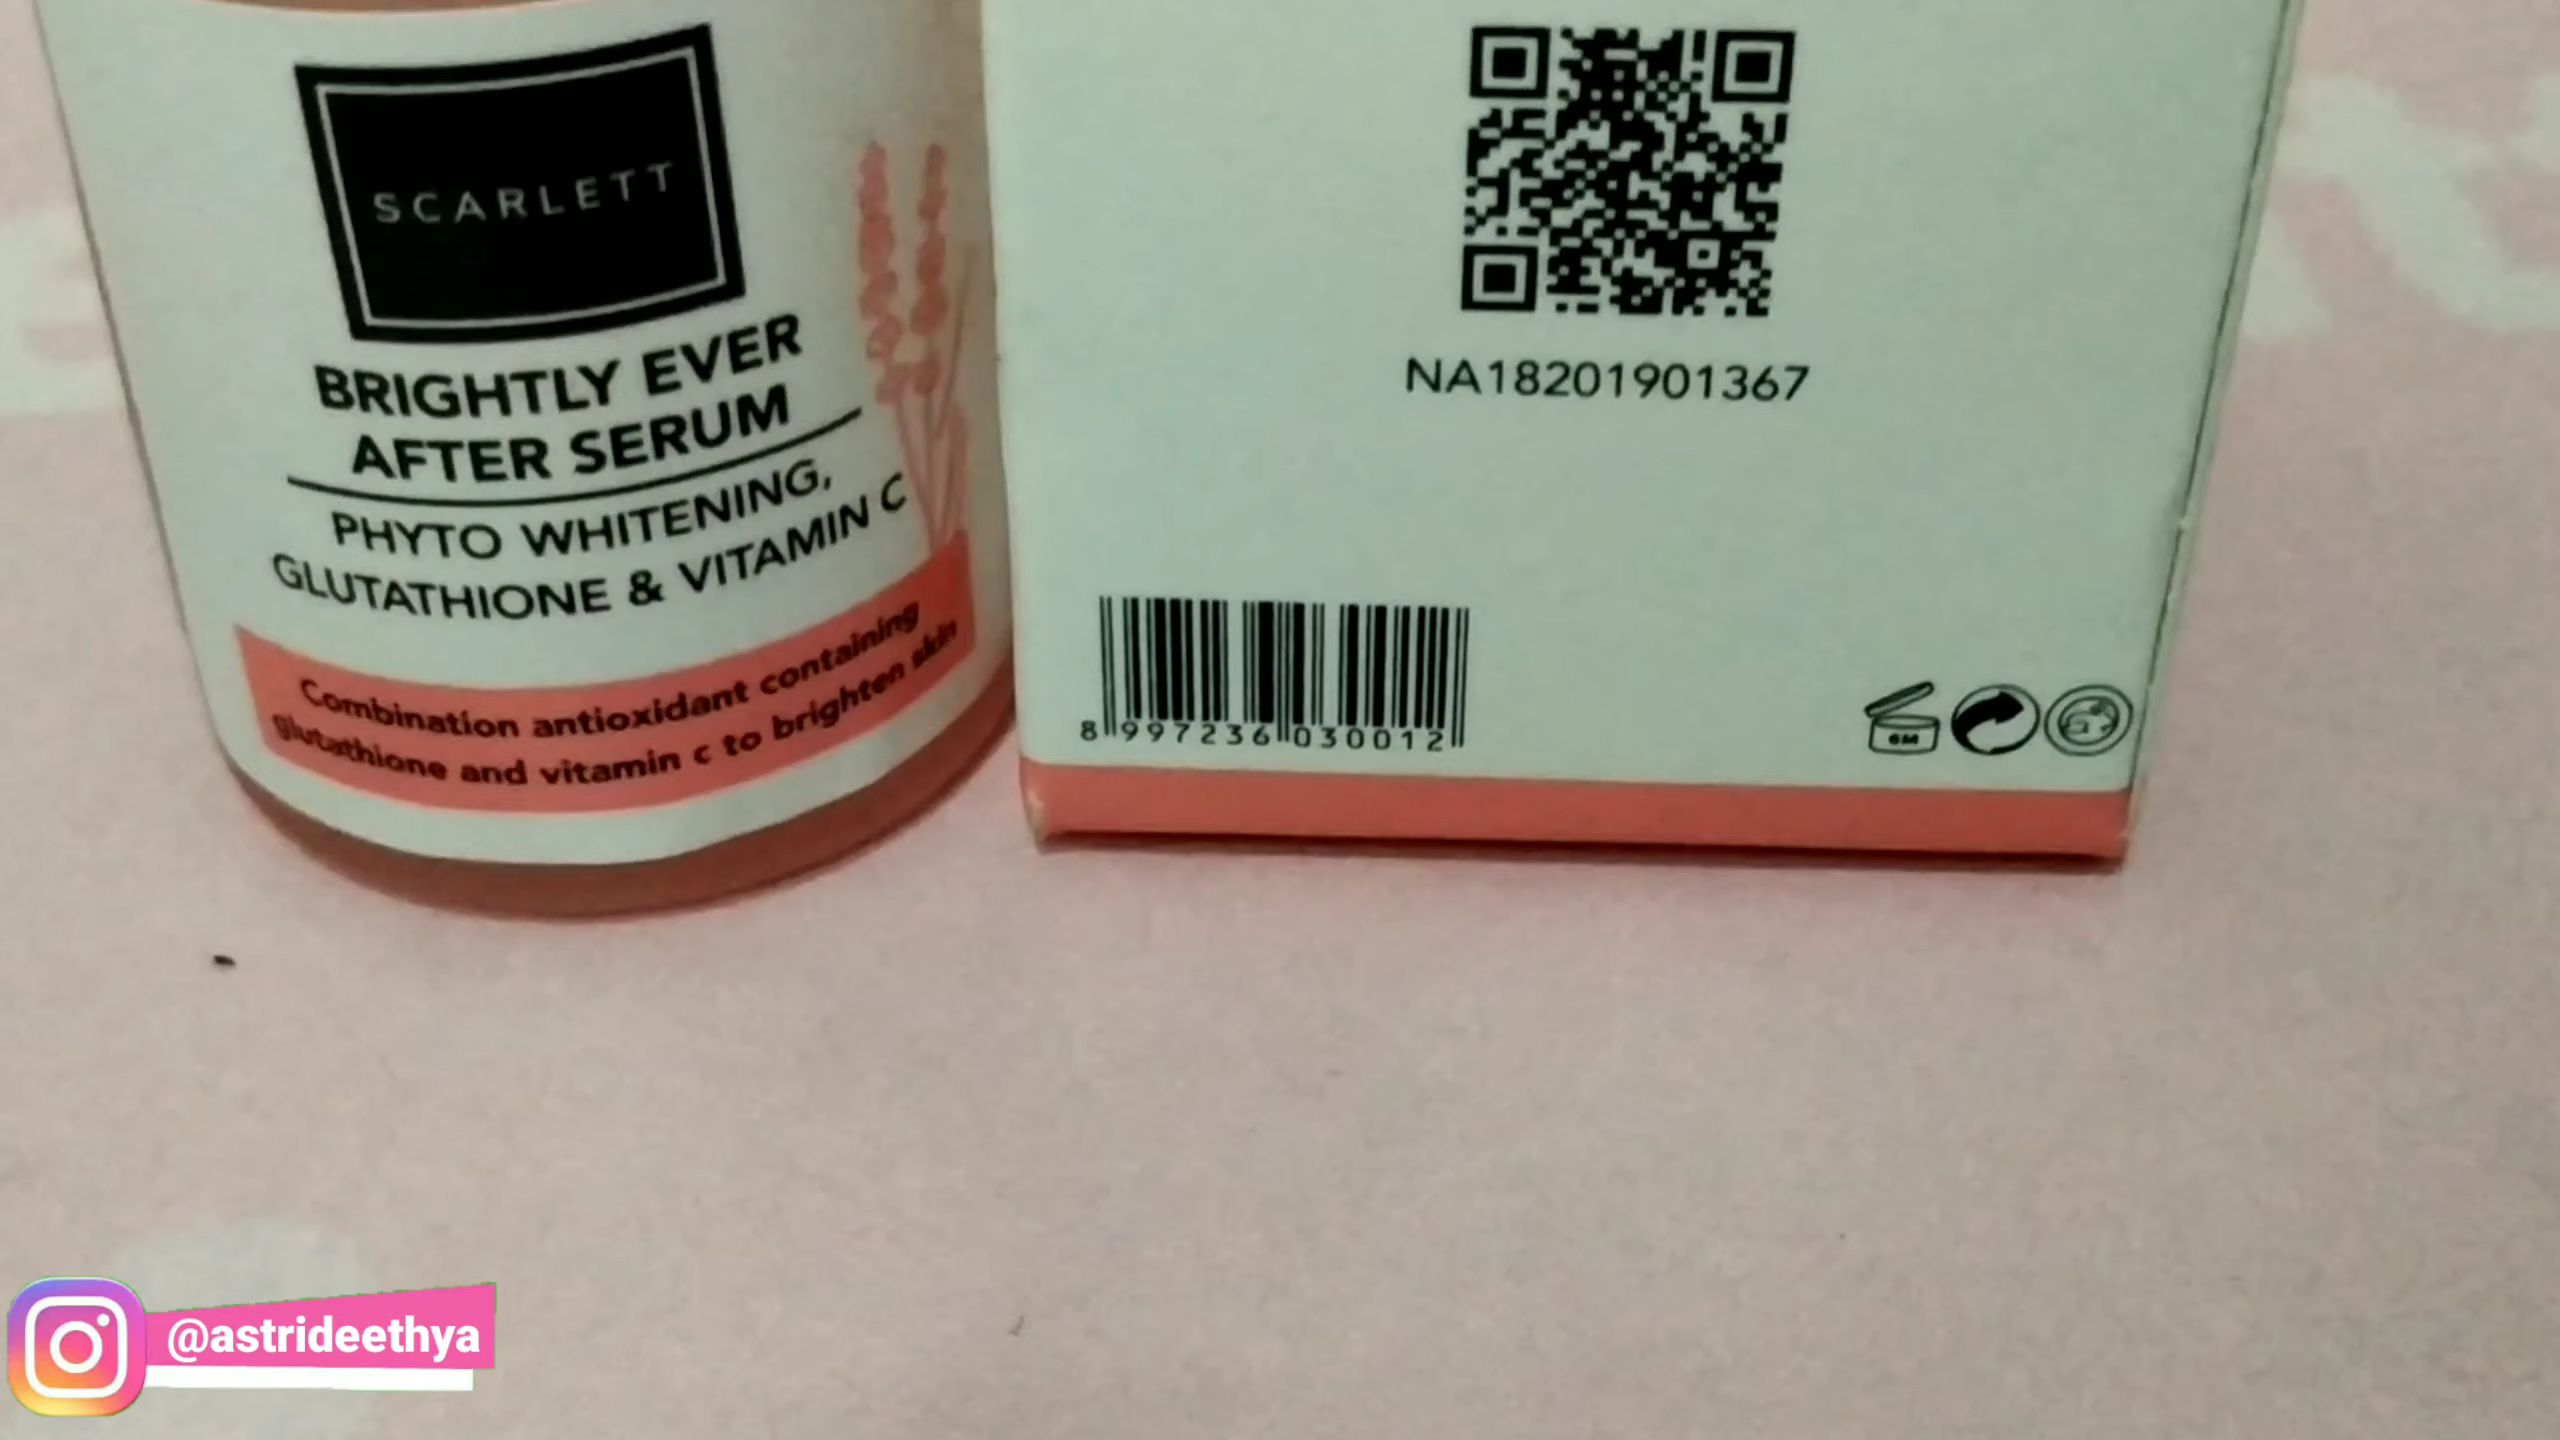 SCARLETT
BRIGHTLY EVER
AFTER SERUM
PHYTO WHITENING,
GLUTATHIONE & VITAMIN C
Combination antioxidant containing
glutathione and vitamin c to brighten skin
NA18201901367
8 997236 030012
6M
@astrideethya